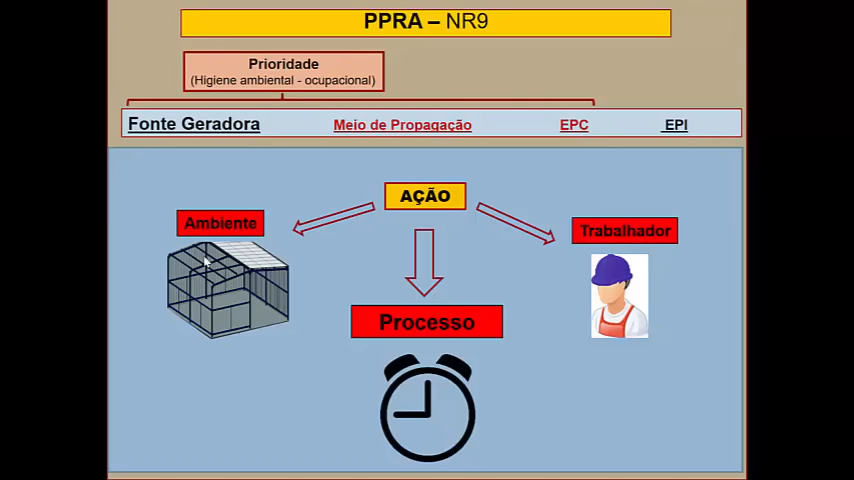 PPRA – NR9
Prioridade
(Higiene ambiental - ocupacional)
Fonte Geradora Meio de Propagação EPC EPI
AÇÃO
Ambiente
Trabalhador
Processo